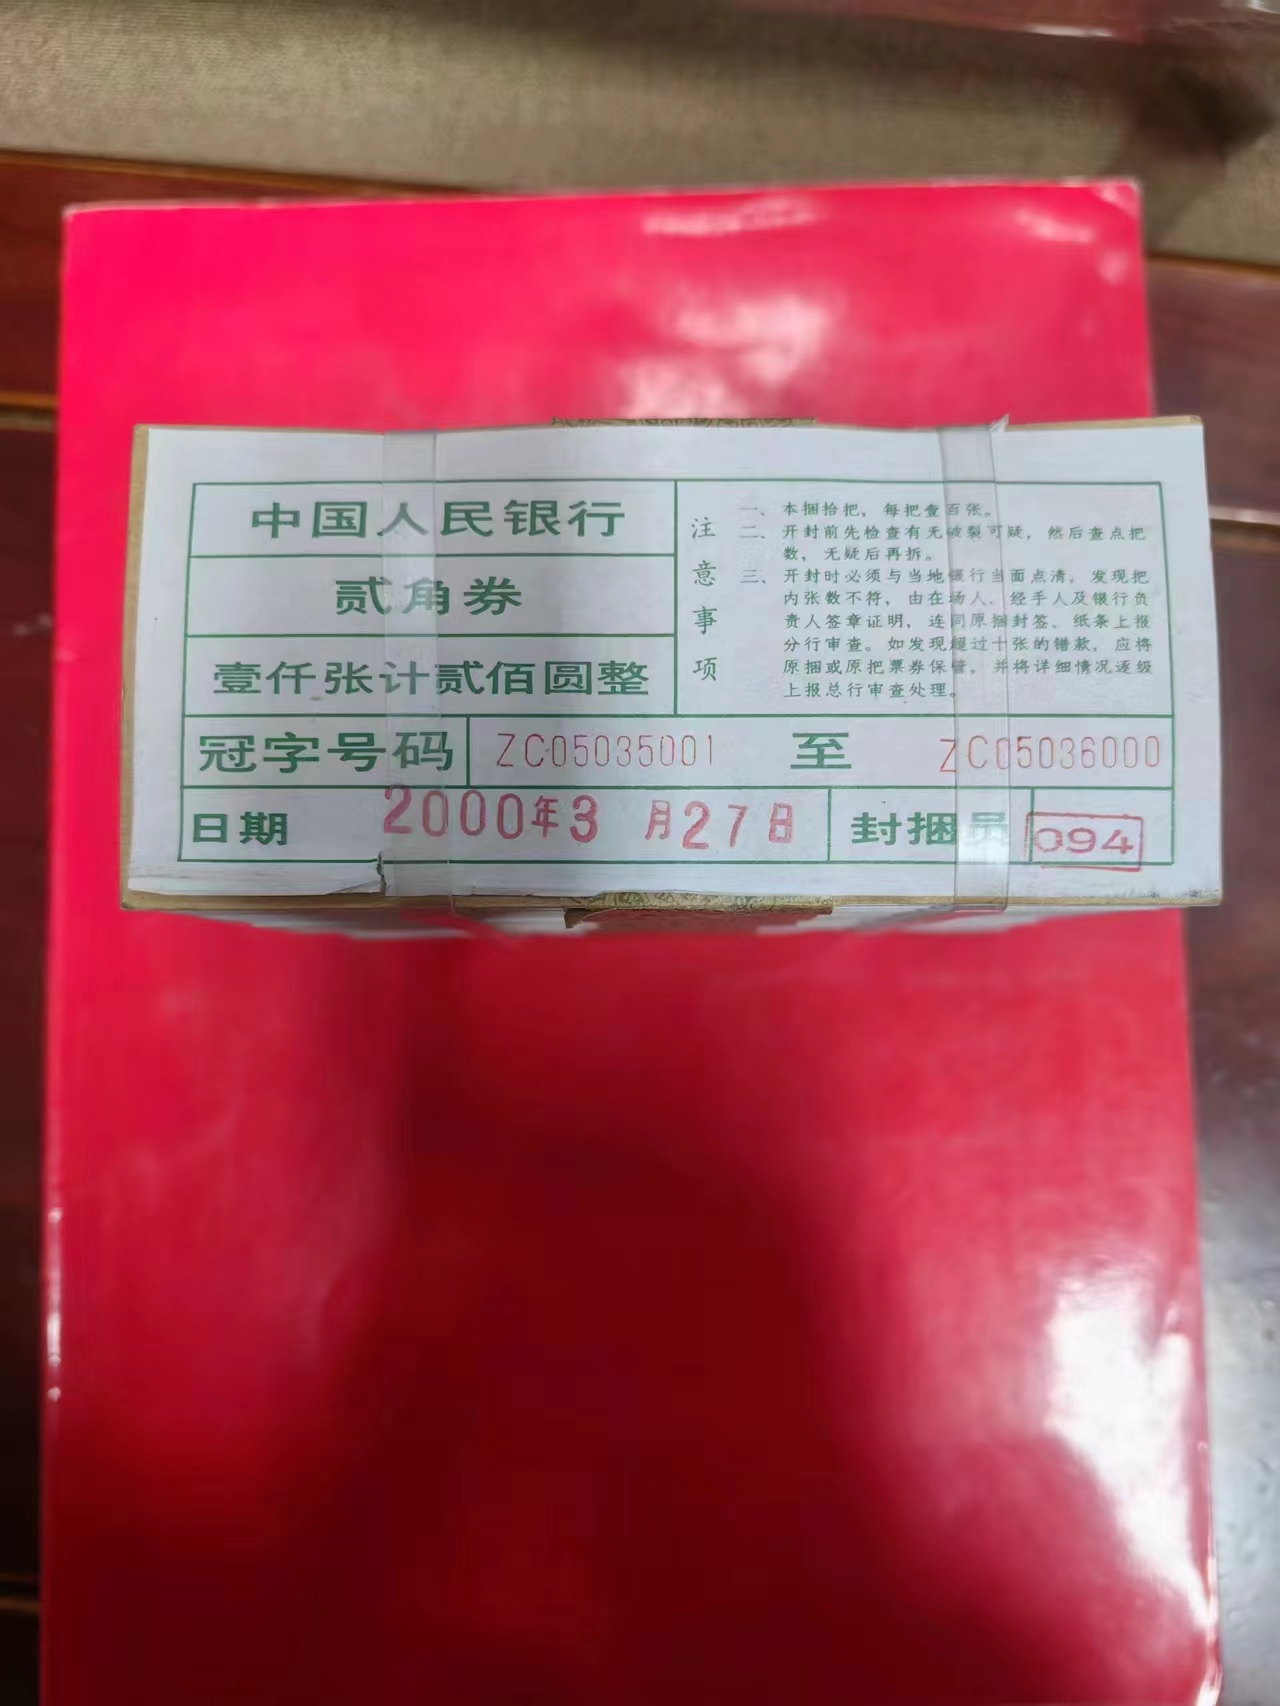 中国人民银行
贰角券
壹仟张计贰佰圆整
注意事项
一、本捆拾把，每把壹百张。
二、开封前先检查有无破裂可疑，然后查点把
数，无疑后再拆。
三、开封时必须与当地银行当面点清，发现把
内张数不符，由在场人、经手人及银行负
责人签章证明，连同原捆封签、纸条上报
分行审查。如发现超过十张的错款，应将
原捆或原把票券保管，并将详细情况逐级
上报总行审查处理。
冠字号码 ZC05035001 至 ZC05036000
日期 2000年3月27日 封捆员 094